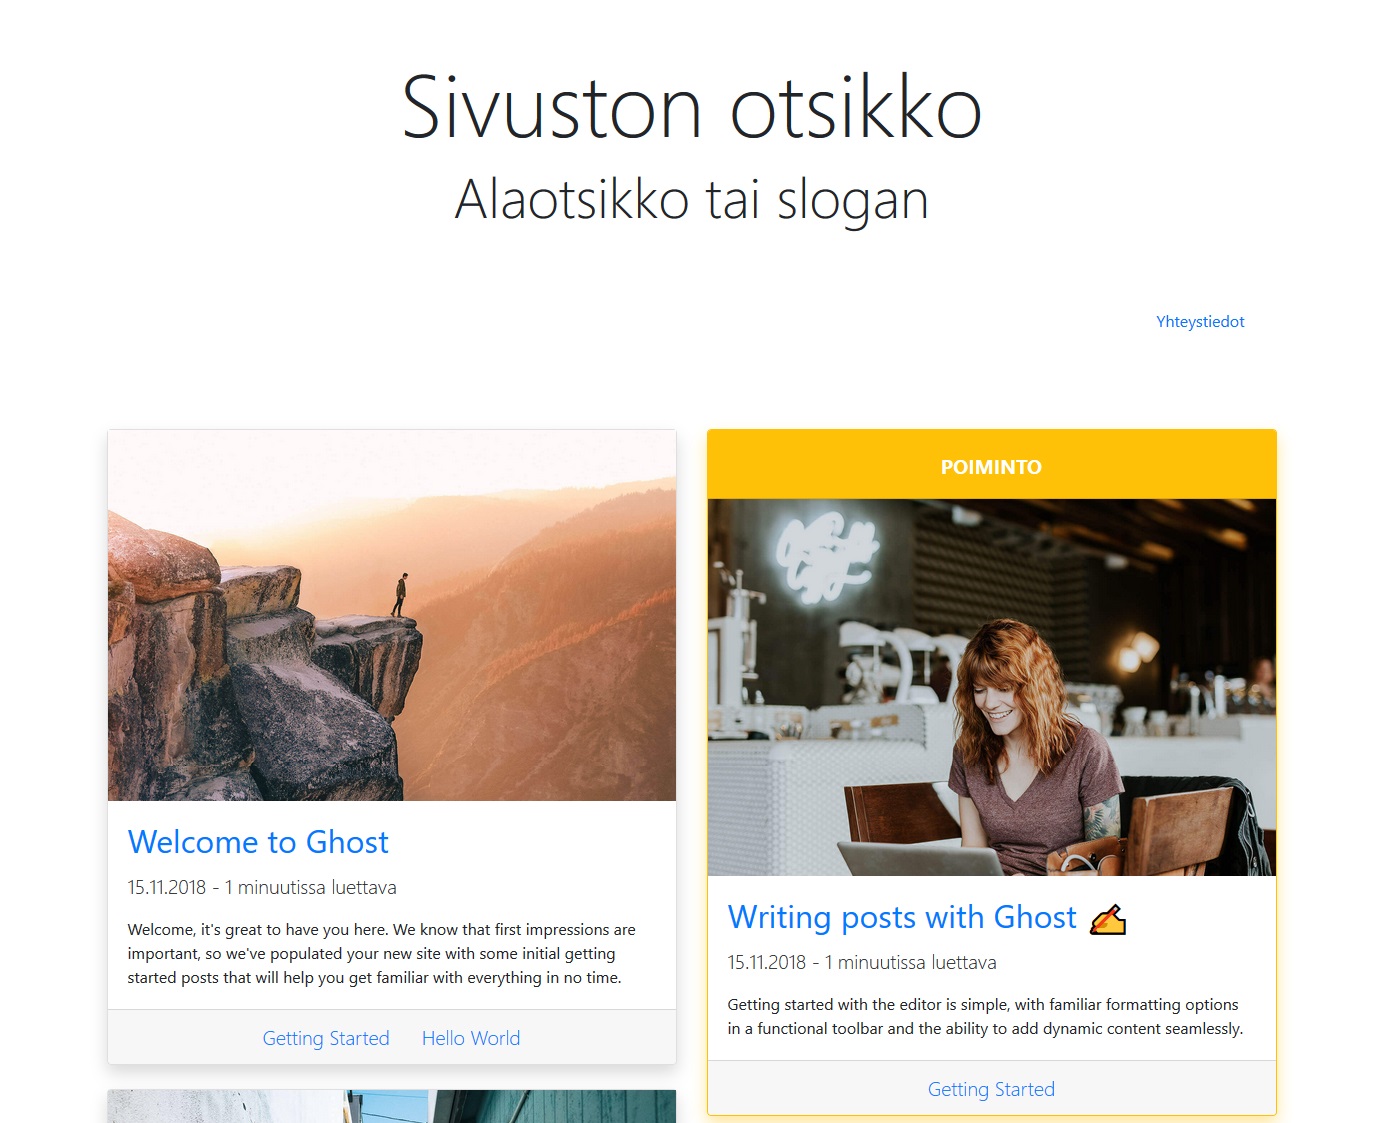 Sivuston otsikko
Alaotsikko tai slogan
Yhteystiedot
Welcome to Ghost
15.11.2018 - 1 minuutissa luettava
Welcome, it's great to have you here. We know that first impressions are
important, so we've populated your new site with some initial getting
started posts that will help you get familiar with everything in no time.
Getting Started Hello World
POIMINTO
Writing posts with Ghost ✍
15.11.2018 - 1 minuutissa luettava
Getting started with the editor is simple, with familiar formatting options
in a functional toolbar and the ability to add dynamic content seamlessly.
Getting Started